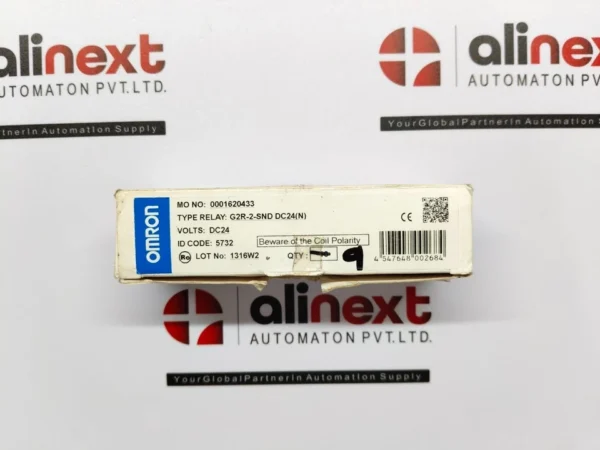 alinext
AUTOMATON PVT.LTD.
YourGlobalPartnerIn Automation Supply
alinext
AUTOMATON PVT.LTD.
YourGlobalPartnerIn Automation Supply
OMRON
MO NO: 0001620433
TYPE RELAY: G2R-2-SND DC24(N)
VOLTS: DC24
ID CODE: 5732
Beware of the Coil Polarity
Ro LOT No: 1316W2 QTY: 9
CE
4 547648 002684
alinext
AUTOMATON PVT.LTD.
YourGlobalPartnerIn Automation Supply